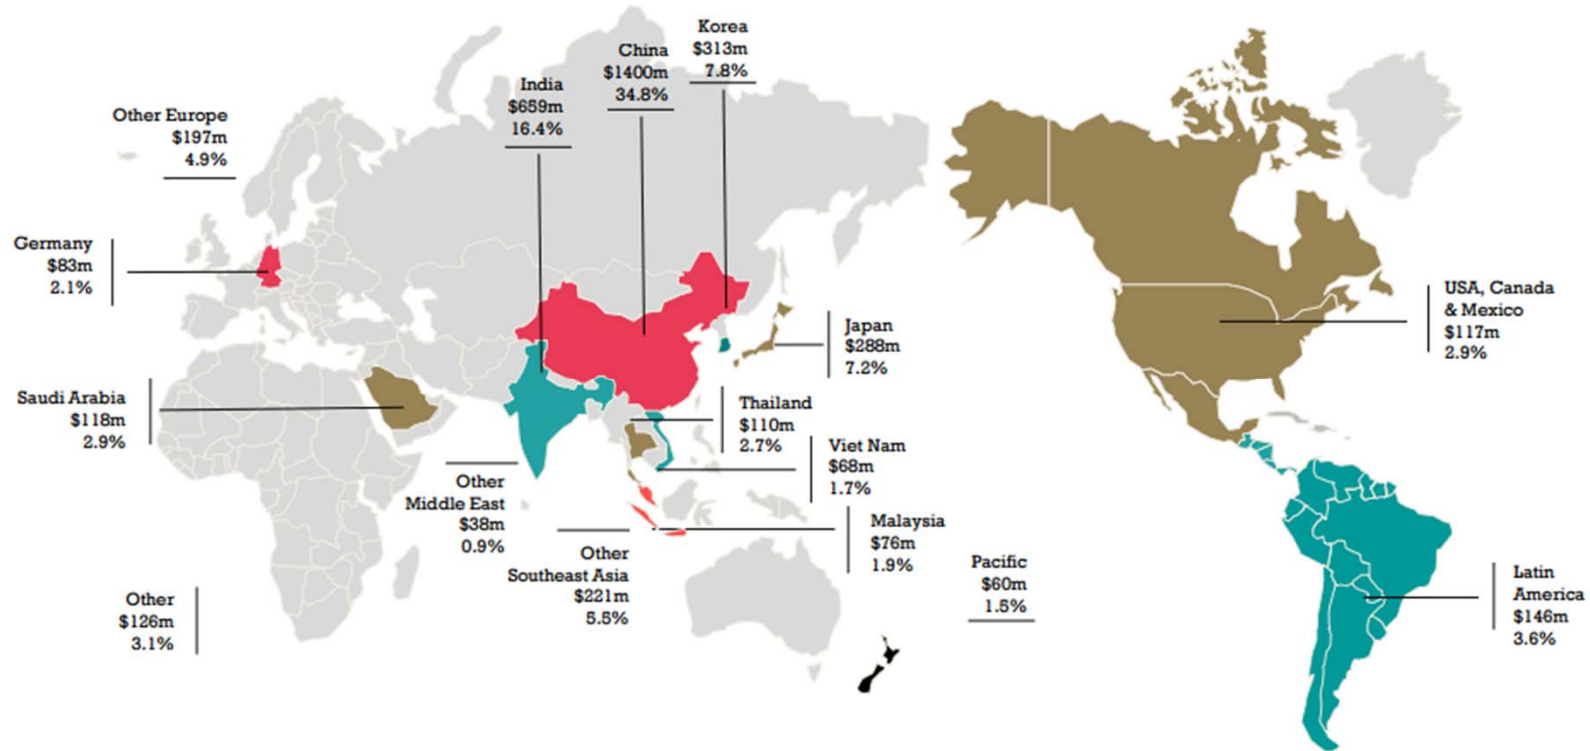 Korea
$313m
7.8%
China
$1400m
34.8%
India
$659m
16.4%
Other Europe
$197m
4.9%
Germany
$83m
2.1%
USA, Canada
& Mexico
$117m
2.9%
Japan
$288m
7.2%
Saudi Arabia
$118m
2.9%
Thailand
$110m
2.7%
Viet Nam
$68m
1.7%
Other
Middle East
$38m
0.9%
Malaysia
$76m
1.9%
Other
Southeast Asia
$221m
5.5%
Pacific
$60m
1.5%
Latin
America
$146m
3.6%
Other
$126m
3.1%